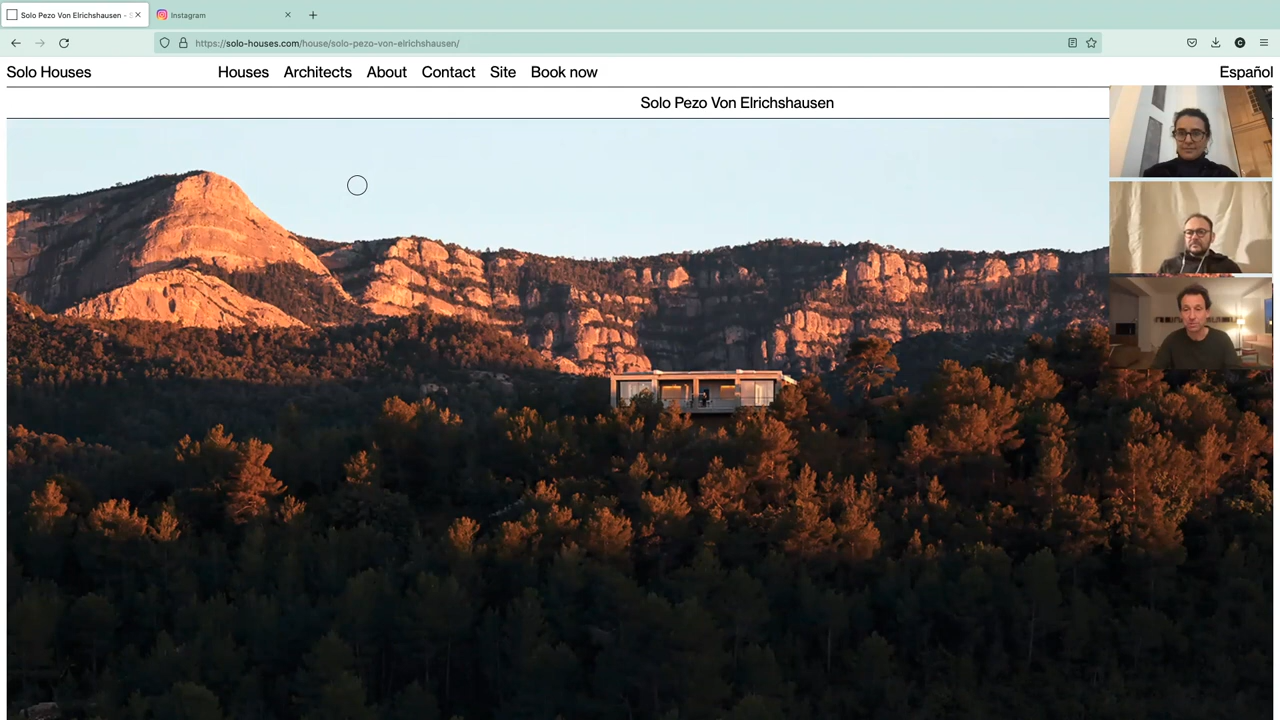 Solo Pezo Von Elrichshausen - S
Instagram
https://solo-houses.com/house/solo-pezo-von-elrichshausen/
Solo Houses Houses Architects About Contact Site Book now Español
Solo Pezo Von Elrichshausen